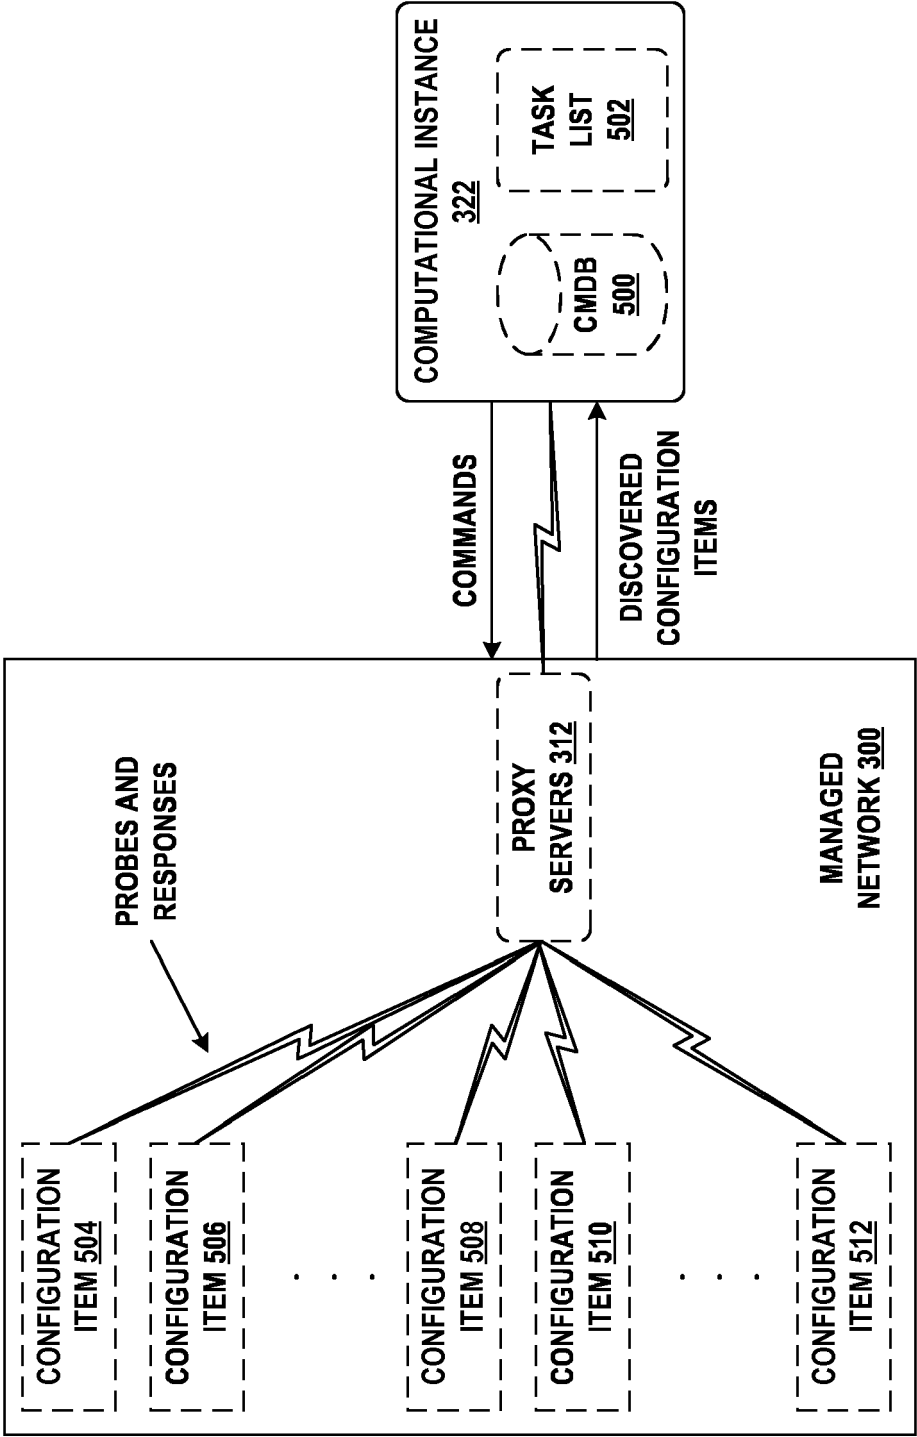 COMPUTATIONAL INSTANCE
322
CMDB
500
TASK
LIST
502
COMMANDS
DISCOVERED
CONFIGURATION
ITEMS
PROBES AND
RESPONSES
PROXY
SERVERS 312
MANAGED
NETWORK 300
CONFIGURATION
ITEM 504
CONFIGURATION
ITEM 506
. . .
CONFIGURATION
ITEM 508
CONFIGURATION
ITEM 510
. . .
CONFIGURATION
ITEM 512